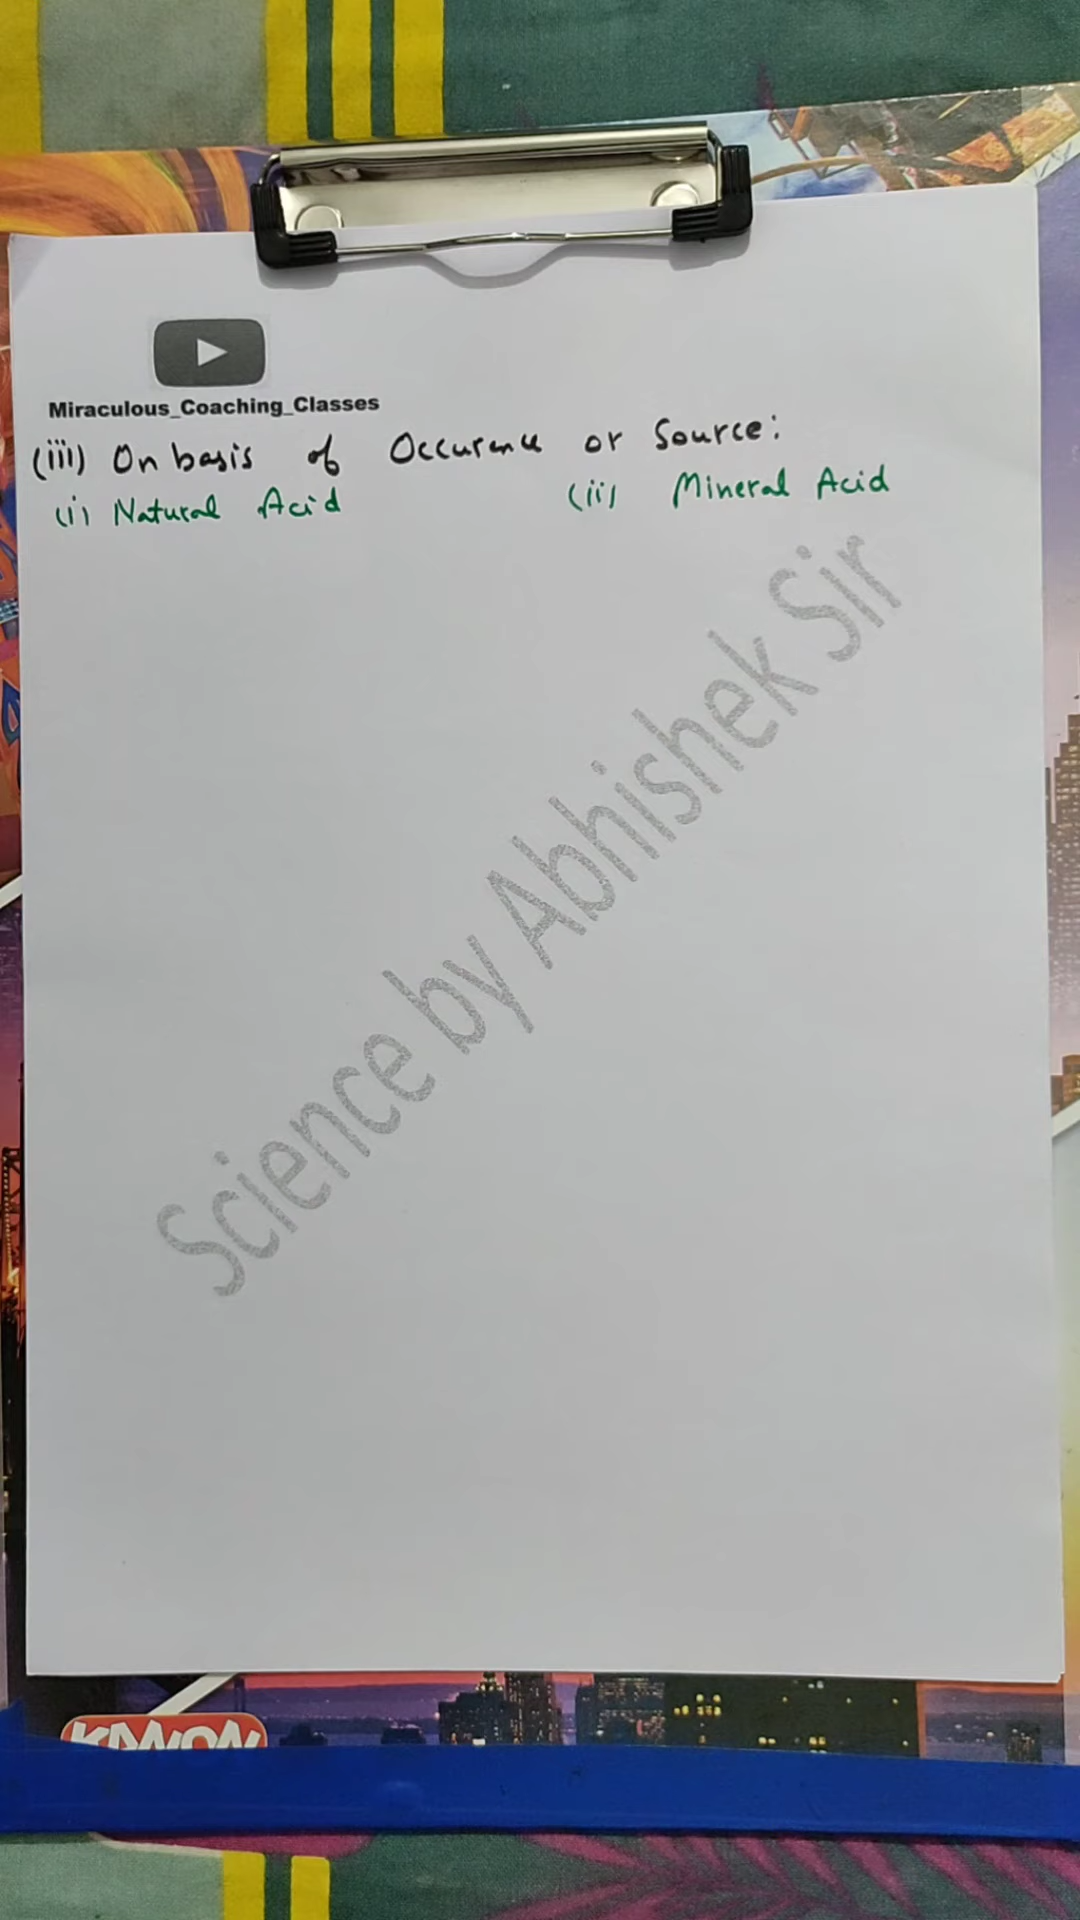 Miraculous_Coaching_Classes
(iii) On basis of Occurence or Source:
(i) Natural Acid (ii) Mineral Acid
Science by Abhishek Sir